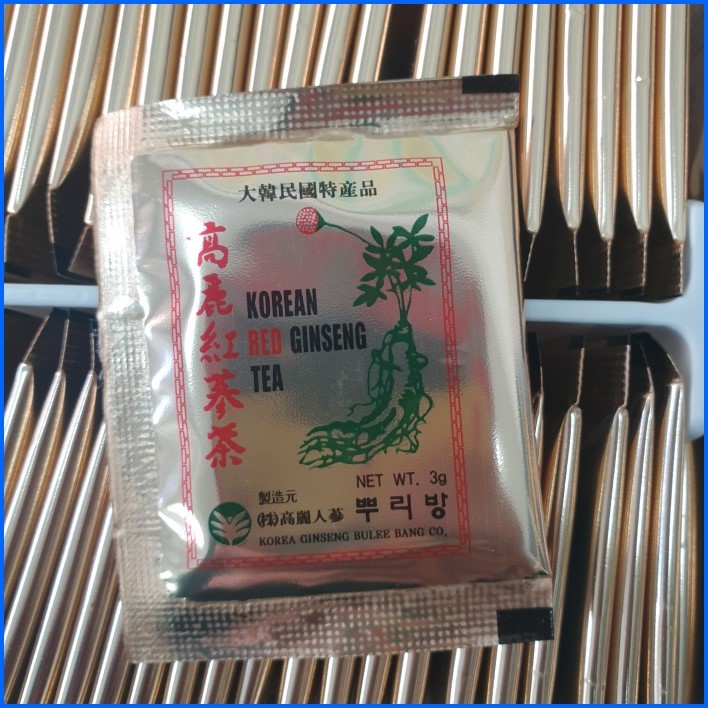 大韓民國特産品
高麗紅蔘茶
KOREAN
RED GINSENG
TEA
NET WT. 3g
製造元
(株)高麗人蔘 뿌리방
KOREA GINSENG BULEE BANG CO.